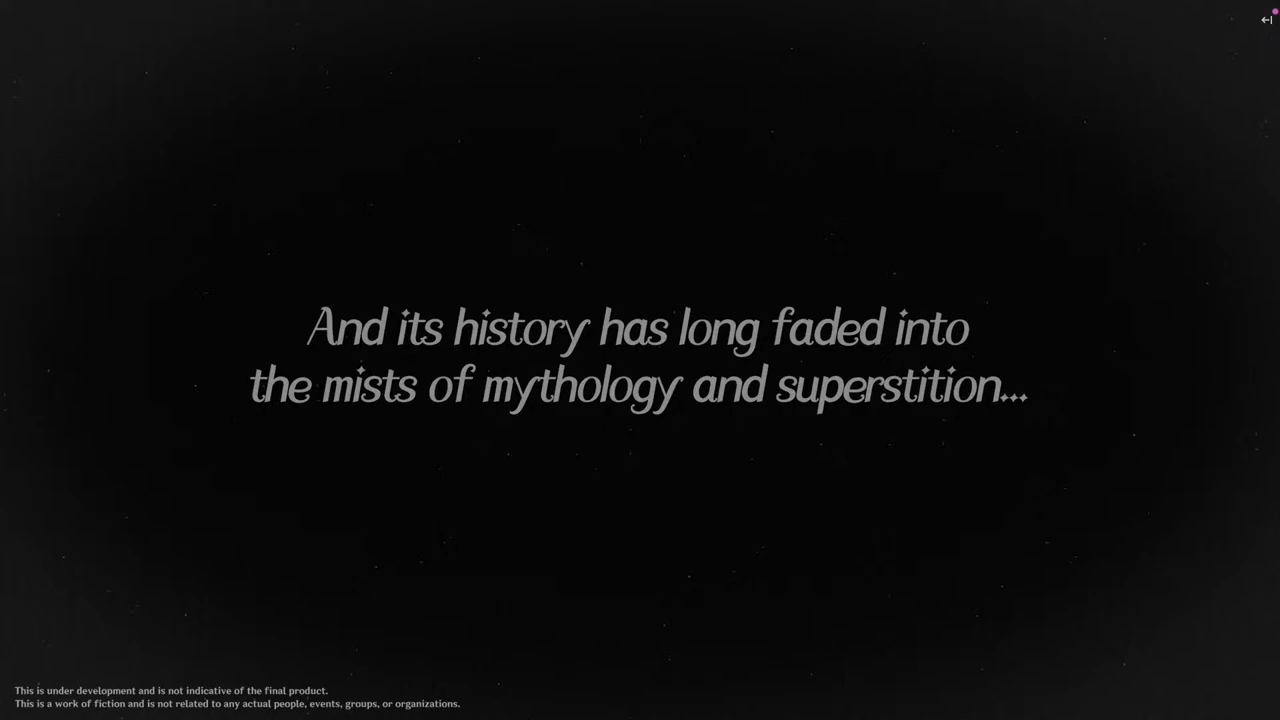 And its history has long faded into
the mists of mythology and superstition...
This is under development and is not indicative of the final product.
This is a work of fiction and is not related to any actual people, events, groups, or organizations.